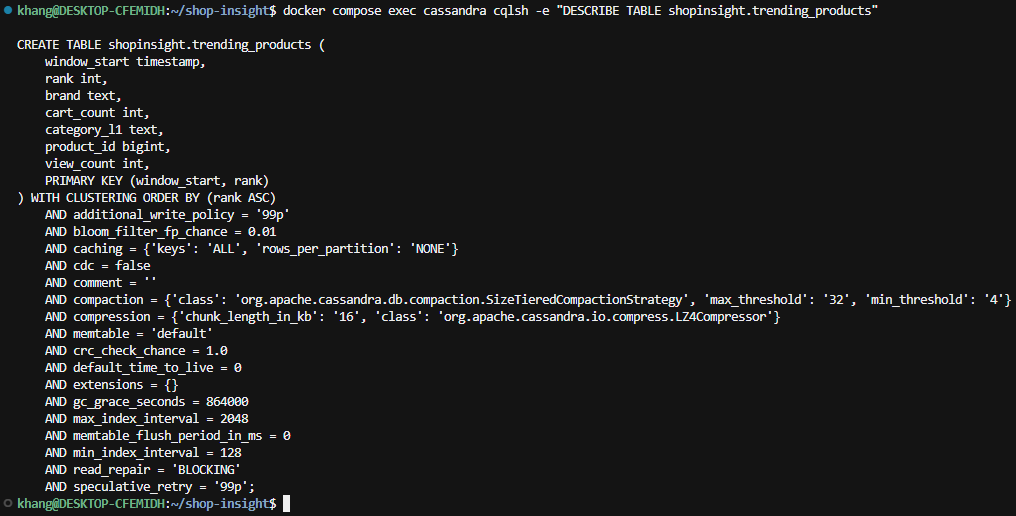 khang@DESKTOP-CFEMIDH:~/shop-insight$ docker compose exec cassandra cqlsh -e "DESCRIBE TABLE shopinsight.trending_products"
CREATE TABLE shopinsight.trending_products (
    window_start timestamp,
    rank int,
    brand text,
    cart_count int,
    category_l1 text,
    product_id bigint,
    view_count int,
    PRIMARY KEY (window_start, rank)
) WITH CLUSTERING ORDER BY (rank ASC)
    AND additional_write_policy = '99p'
    AND bloom_filter_fp_chance = 0.01
    AND caching = {'keys': 'ALL', 'rows_per_partition': 'NONE'}
    AND cdc = false
    AND comment = ''
    AND compaction = {'class': 'org.apache.cassandra.db.compaction.SizeTieredCompactionStrategy', 'max_threshold': '32', 'min_threshold': '4'}
    AND compression = {'chunk_length_in_kb': '16', 'class': 'org.apache.cassandra.io.compress.LZ4Compressor'}
    AND memtable = 'default'
    AND crc_check_chance = 1.0
    AND default_time_to_live = 0
    AND extensions = {}
    AND gc_grace_seconds = 864000
    AND max_index_interval = 2048
    AND memtable_flush_period_in_ms = 0
    AND min_index_interval = 128
    AND read_repair = 'BLOCKING'
    AND speculative_retry = '99p';
khang@DESKTOP-CFEMIDH:~/shop-insight$